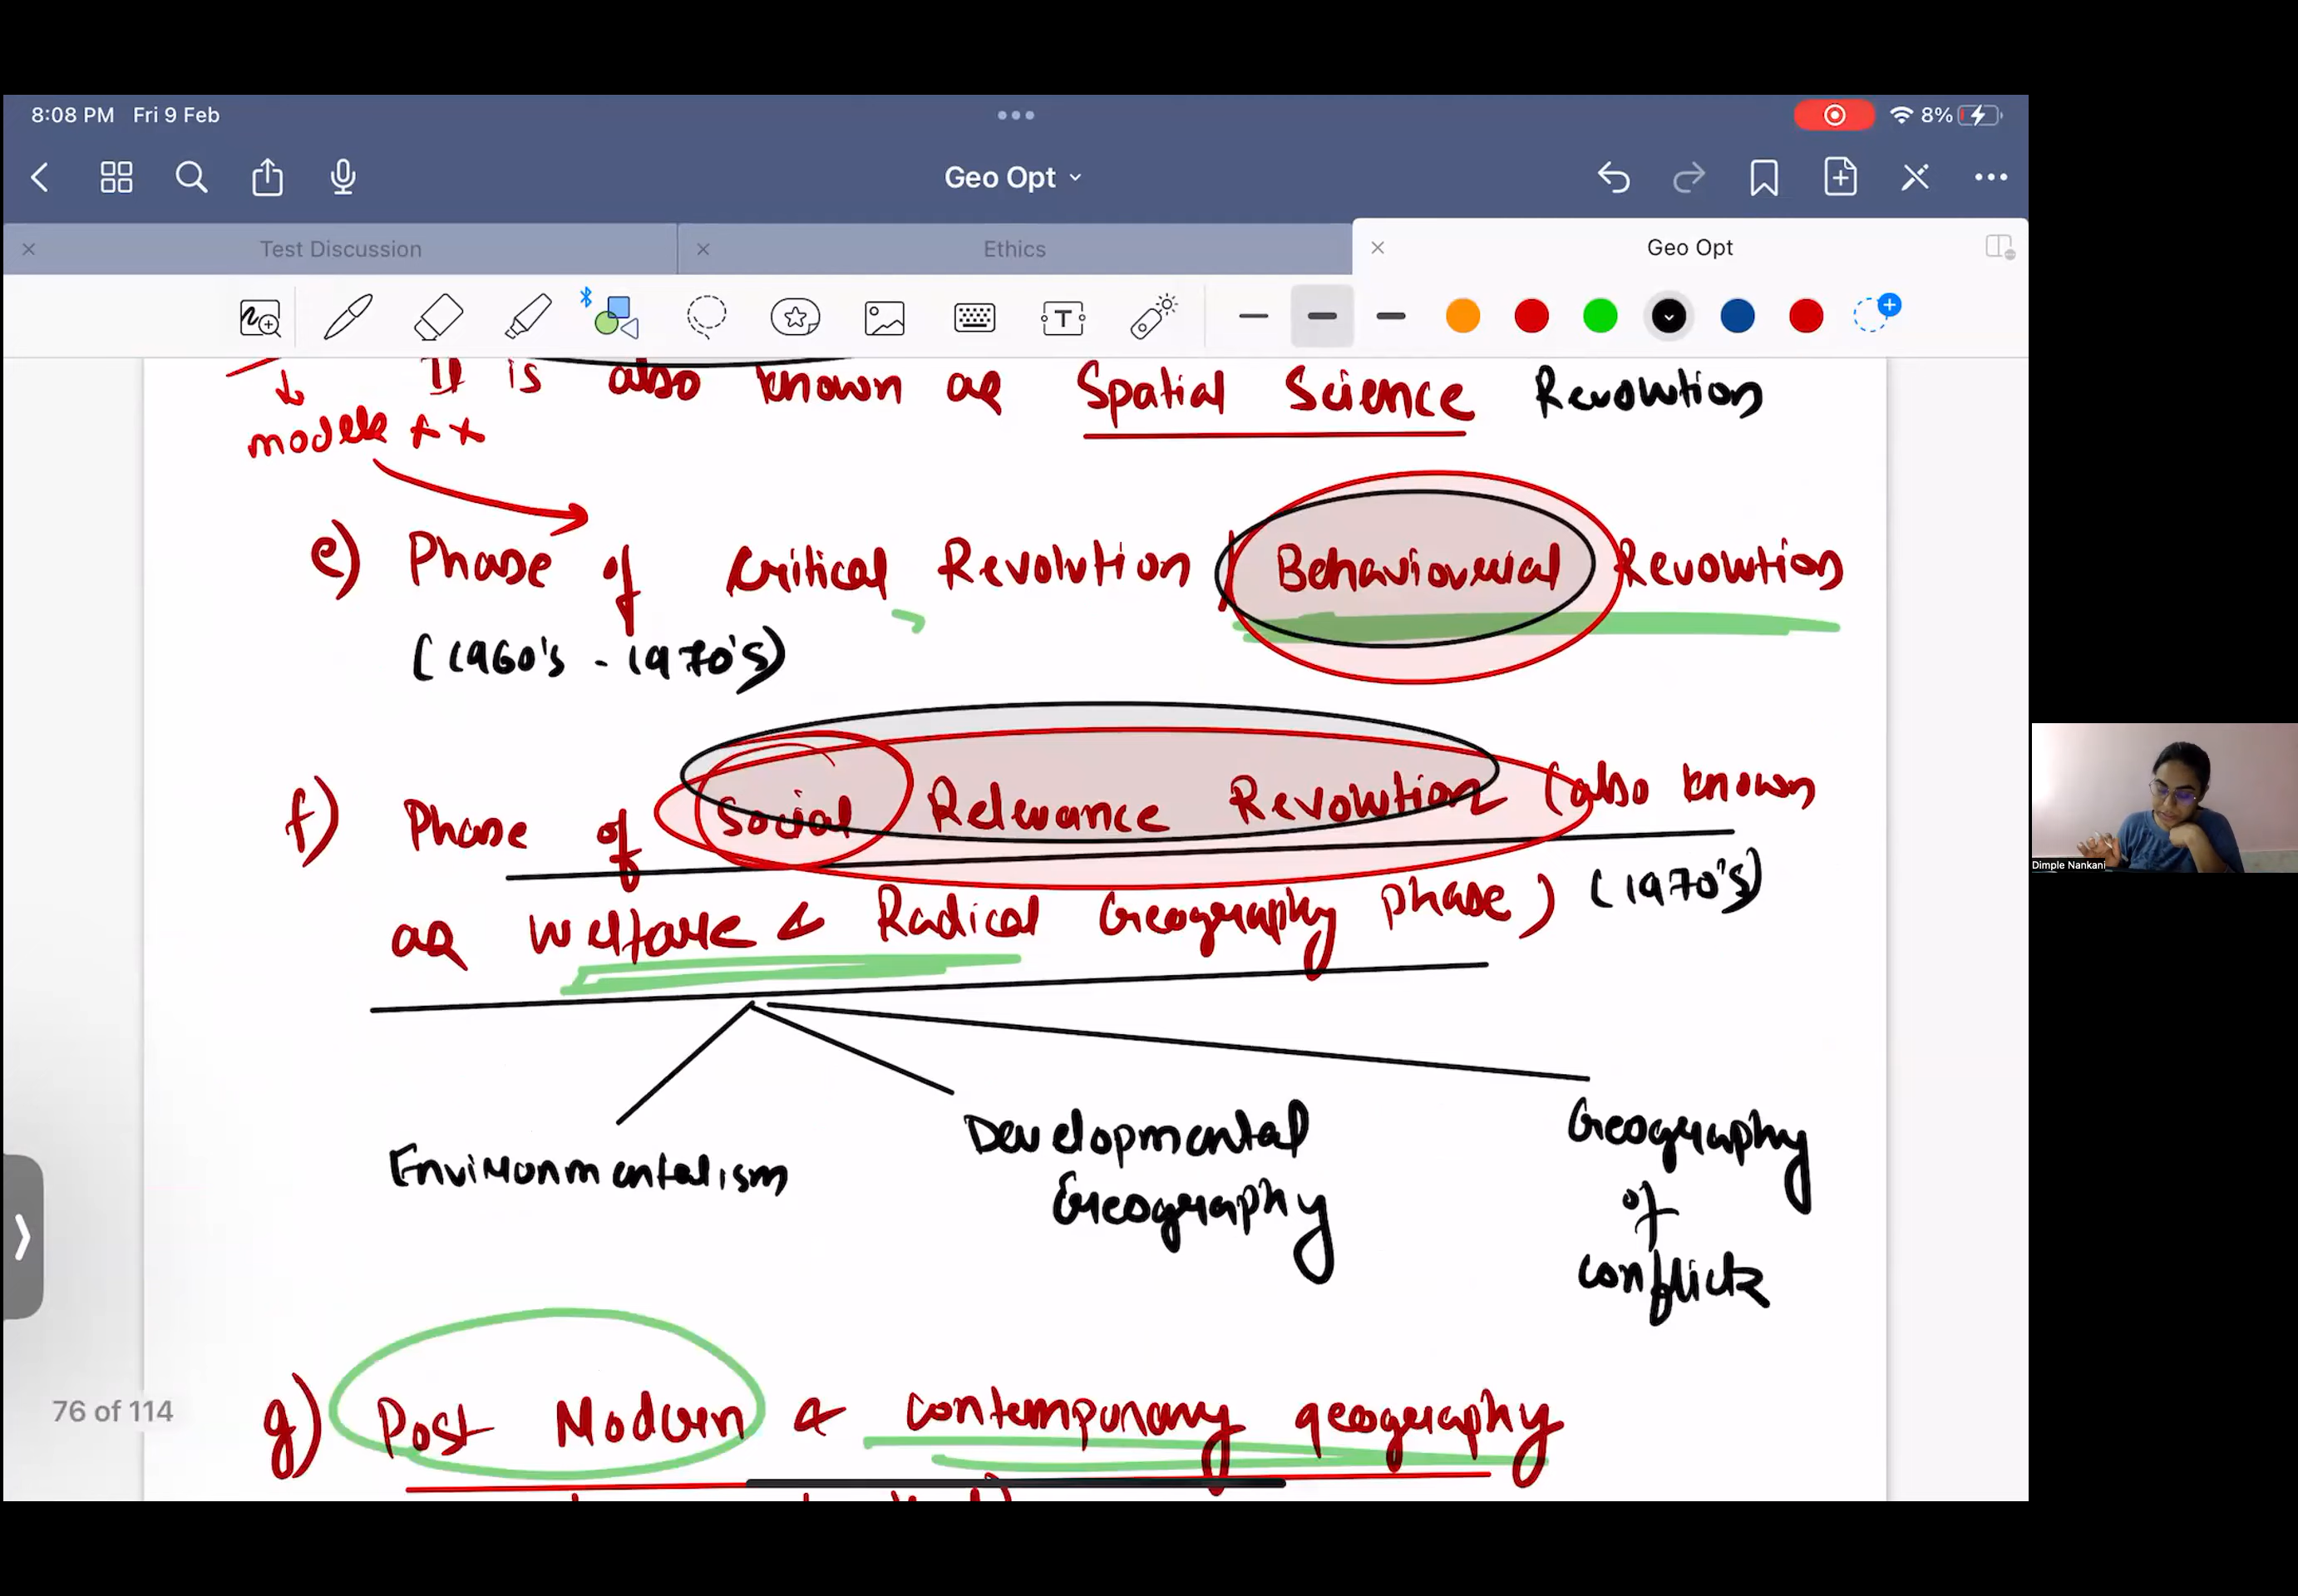 8:08 PM Fri 9 Feb
8%
Geo Opt
Test Discussion
Ethics
Geo Opt
It is also known as Spatial Science Revolution
models ++
e) Phase of Critical Revolution / Behaviourial Revolution
(1960's - 1970's)
f) Phase of Social Relevance Revolution (also known
as Welfare & Radical Geography Phase) (1970's)
Environmentalism
Developmental
Geography
Geography
of
conflicts
g) Post Modern & contemporary geography
76 of 114
Dimple Nankani